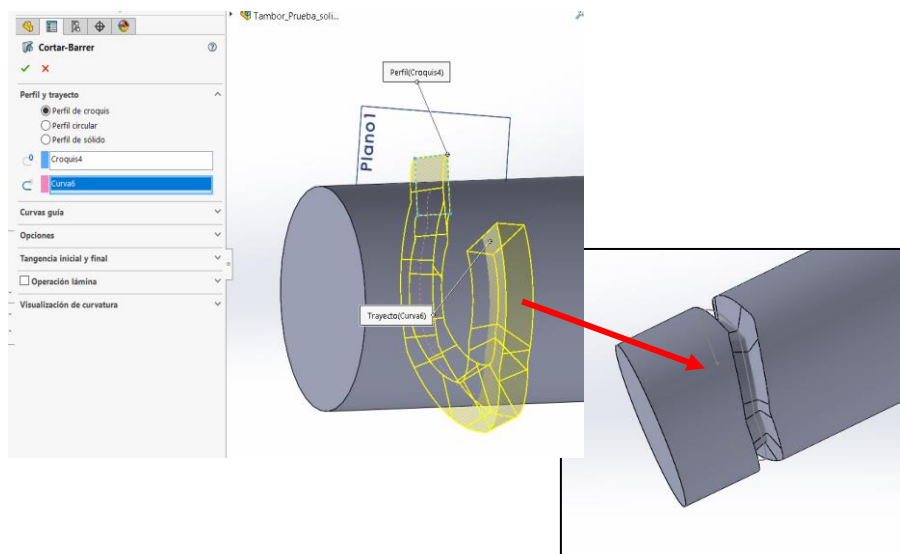 Tambor_Prueba_soli...
Cortar-Barrer
Perfil y trayecto
Perfil de croquis
Perfil circular
Perfil de sólido
Croquis4
Curva6
Curvas guía
Opciones
Tangencia inicial y final
Operación lámina
Visualización de curvatura
Perfil(Croquis4)
Plano1
Trayecto(Curva6)